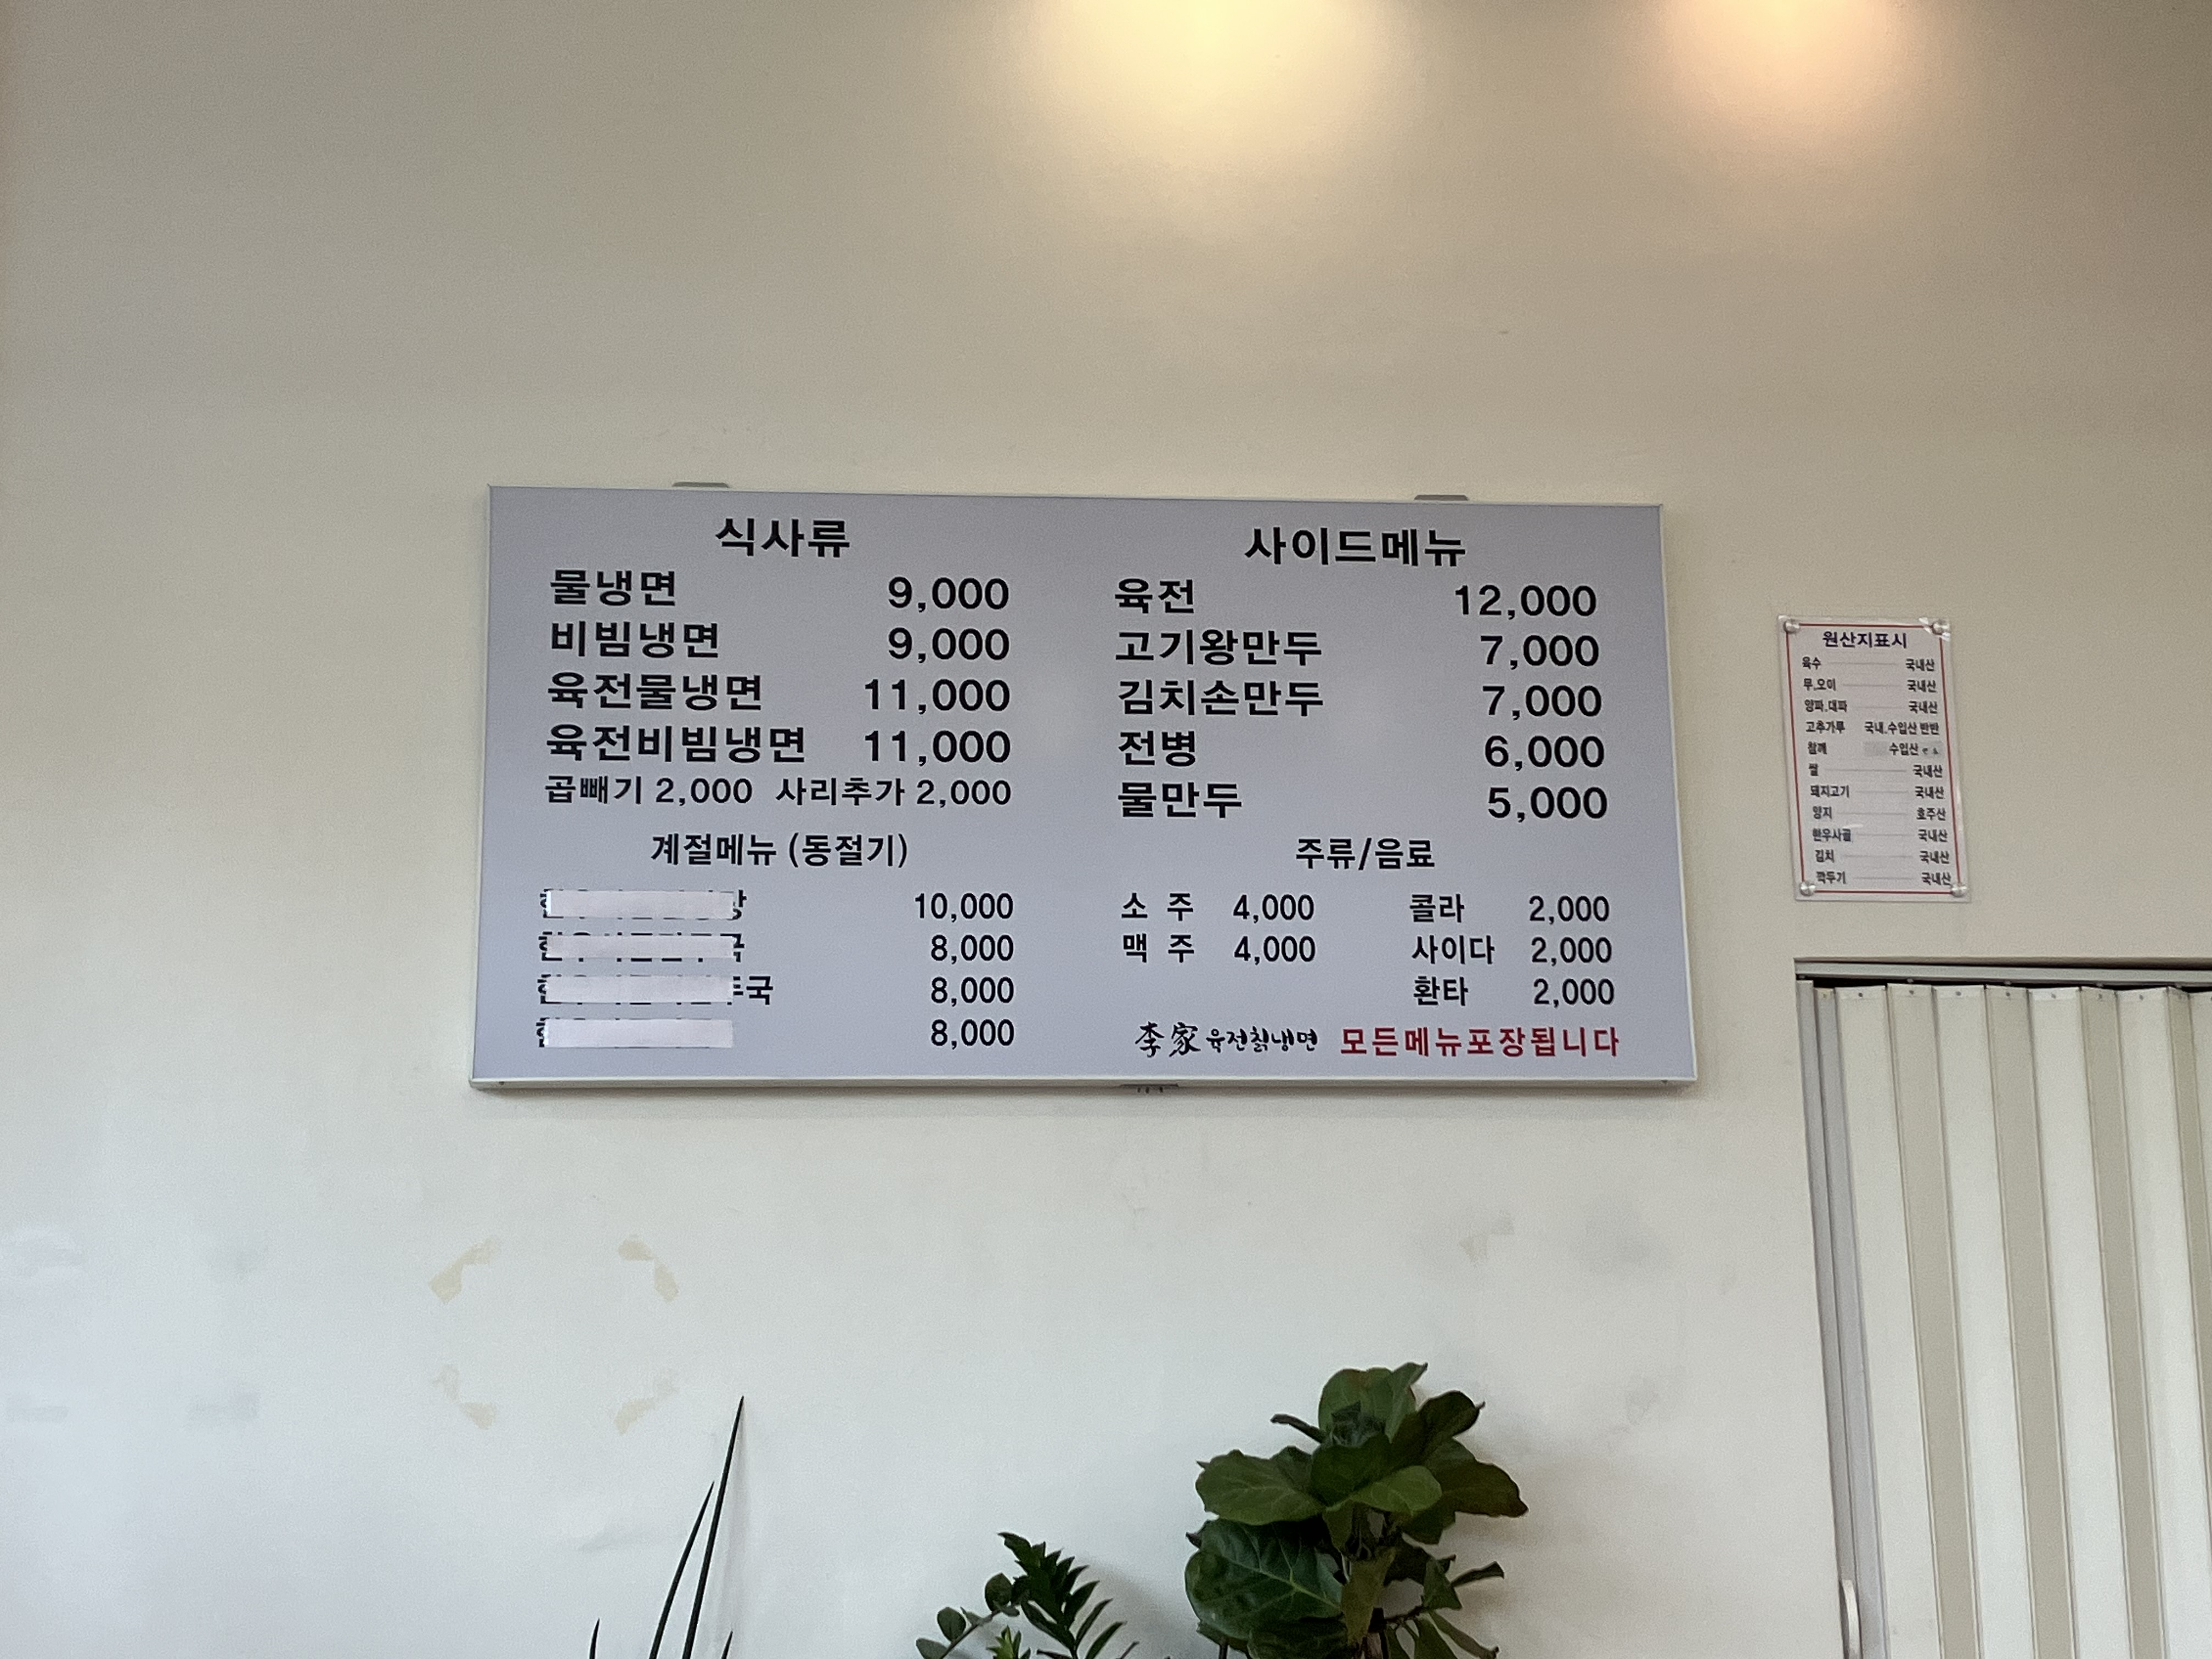 식사류
물냉면 9,000
비빔냉면 9,000
육전물냉면 11,000
육전비빔냉면 11,000
곱빼기 2,000 사리추가 2,000
계절메뉴 (동절기)
10,000
8,000
8,000
8,000
사이드메뉴
육전 12,000
고기왕만두 7,000
김치손만두 7,000
전병 6,000
물만두 5,000
주류/음료
소 주 4,000 콜라 2,000
맥 주 4,000 사이다 2,000
환타 2,000
李家 육전칡냉면 모든메뉴포장됩니다
원산지표시
육수 국내산
무,오이 국내산
양파,대파 국내산
고추가루 국내.수입산 반반
참깨 수입산
쌀 국내산
돼지고기 국내산
양지 호주산
한우사골 국내산
김치 국내산
깍두기 국내산